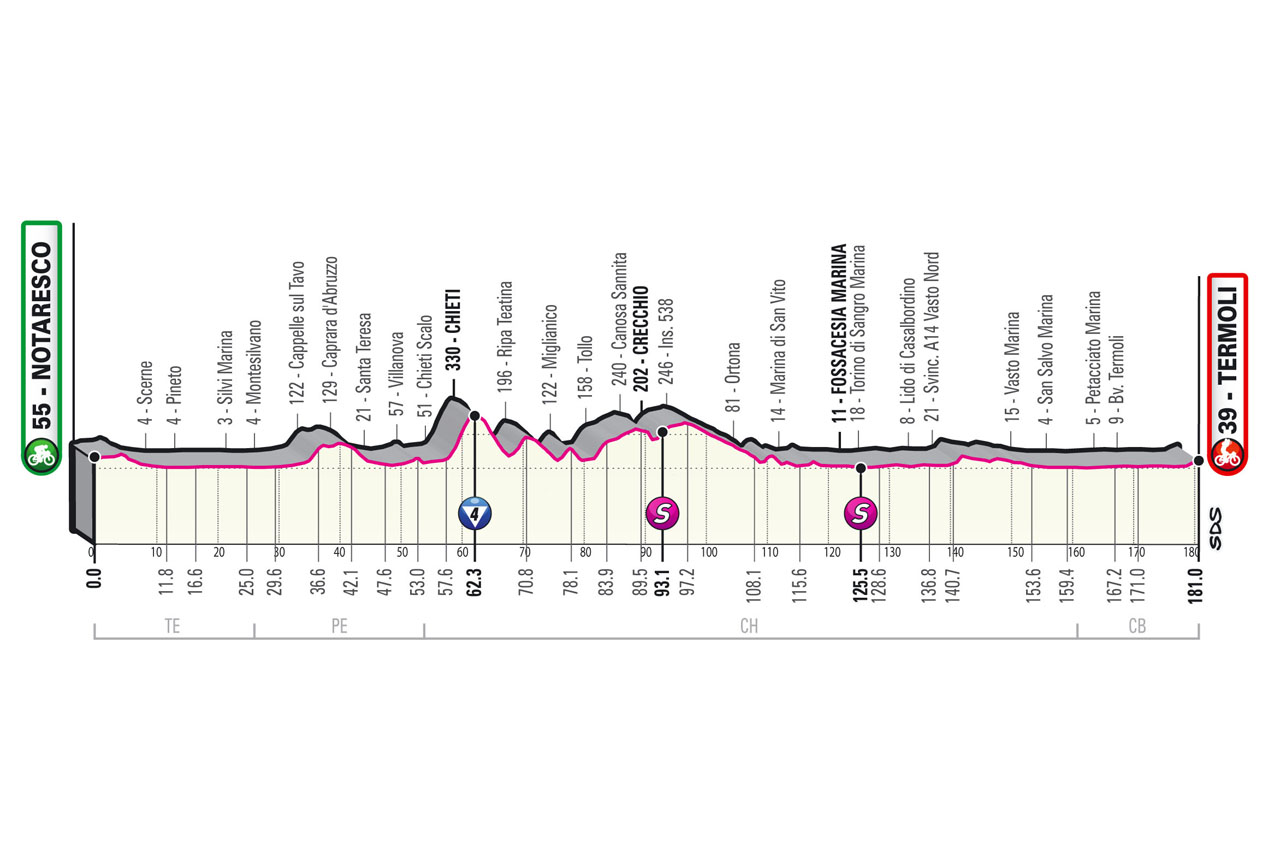 55 - NOTARESCO
4 - Scerne
4 - Pineto
3 - Silvi Marina
4 - Montesilvano
122 - Cappelle sul Tavo
129 - Caprara d'Abruzzo
21 - Santa Teresa
57 - Villanova
51 - Chieti Scalo
330 - CHIETI
196 - Ripa Teatina
122 - Miglianico
158 - Tollo
240 - Canosa Sannita
202 - CRECCHIO
246 - Ins. 538
81 - Ortona
14 - Marina di San Vito
11 - FOSSACESIA MARINA
18 - Torino di Sangro Marina
8 - Lido di Casalbordino
21 - Svinc. A14 Vasto Nord
15 - Vasto Marina
4 - San Salvo Marina
5 - Petacciato Marina
9 - Bv. Termoli
39 - TERMOLI
4
S
S
SDS
0 10 20 30 40 50 60 70 80 90 100 110 120 130 140 150 160 170 180
0.0 11.8 16.6 25.0 29.6 36.6 42.1 47.6 53.0 57.6 62.3 70.8 78.1 83.9 89.5 93.1 97.2 108.1 115.6 125.5 128.6 136.8 140.7 153.6 159.4 167.2 171.0 181.0
TE PE CH CB